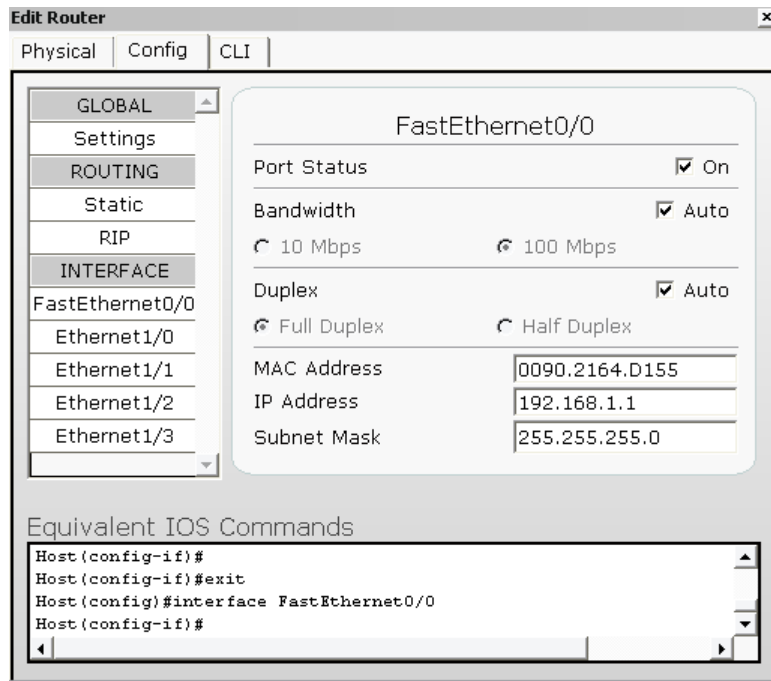 Edit Router
Physical Config CLI
GLOBAL
Settings
ROUTING
Static
RIP
INTERFACE
FastEthernet0/0
Ethernet1/0
Ethernet1/1
Ethernet1/2
Ethernet1/3
FastEthernet0/0
Port Status On
Bandwidth Auto
10 Mbps 100 Mbps
Duplex Auto
Full Duplex Half Duplex
MAC Address 0090.2164.D155
IP Address 192.168.1.1
Subnet Mask 255.255.255.0
Equivalent IOS Commands
Host(config-if)#
Host(config-if)#exit
Host(config)#interface FastEthernet0/0
Host(config-if)#